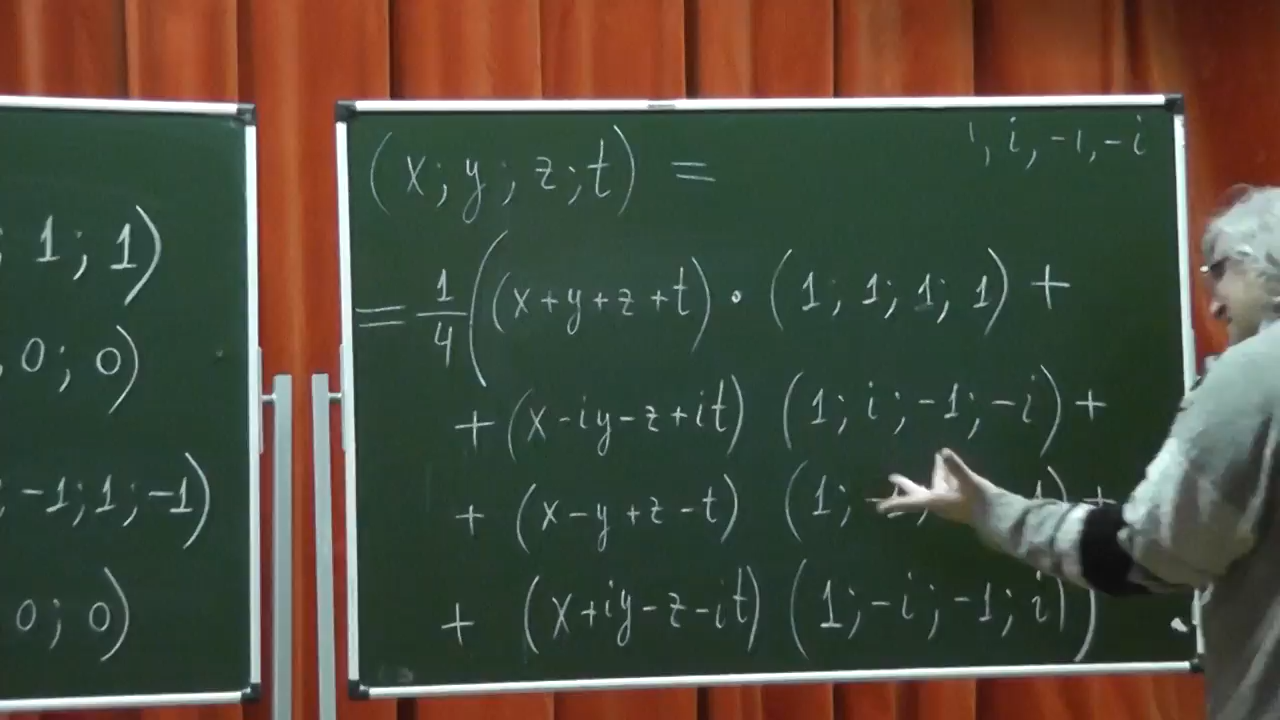 ; 1; 1)
, 0; 0)
; -1; 1; -1)
0; 0)
(x; y; z; t) =
1, i, -1, -i
= 1/4 ((x+y+z+t) · (1; 1; 1; 1) +
+ (x-iy-z+it) (1; i; -1; -i) +
+ (x-y+z-t) (1; 1) +
+ (x+iy-z-it) (1; -i; -1; i))